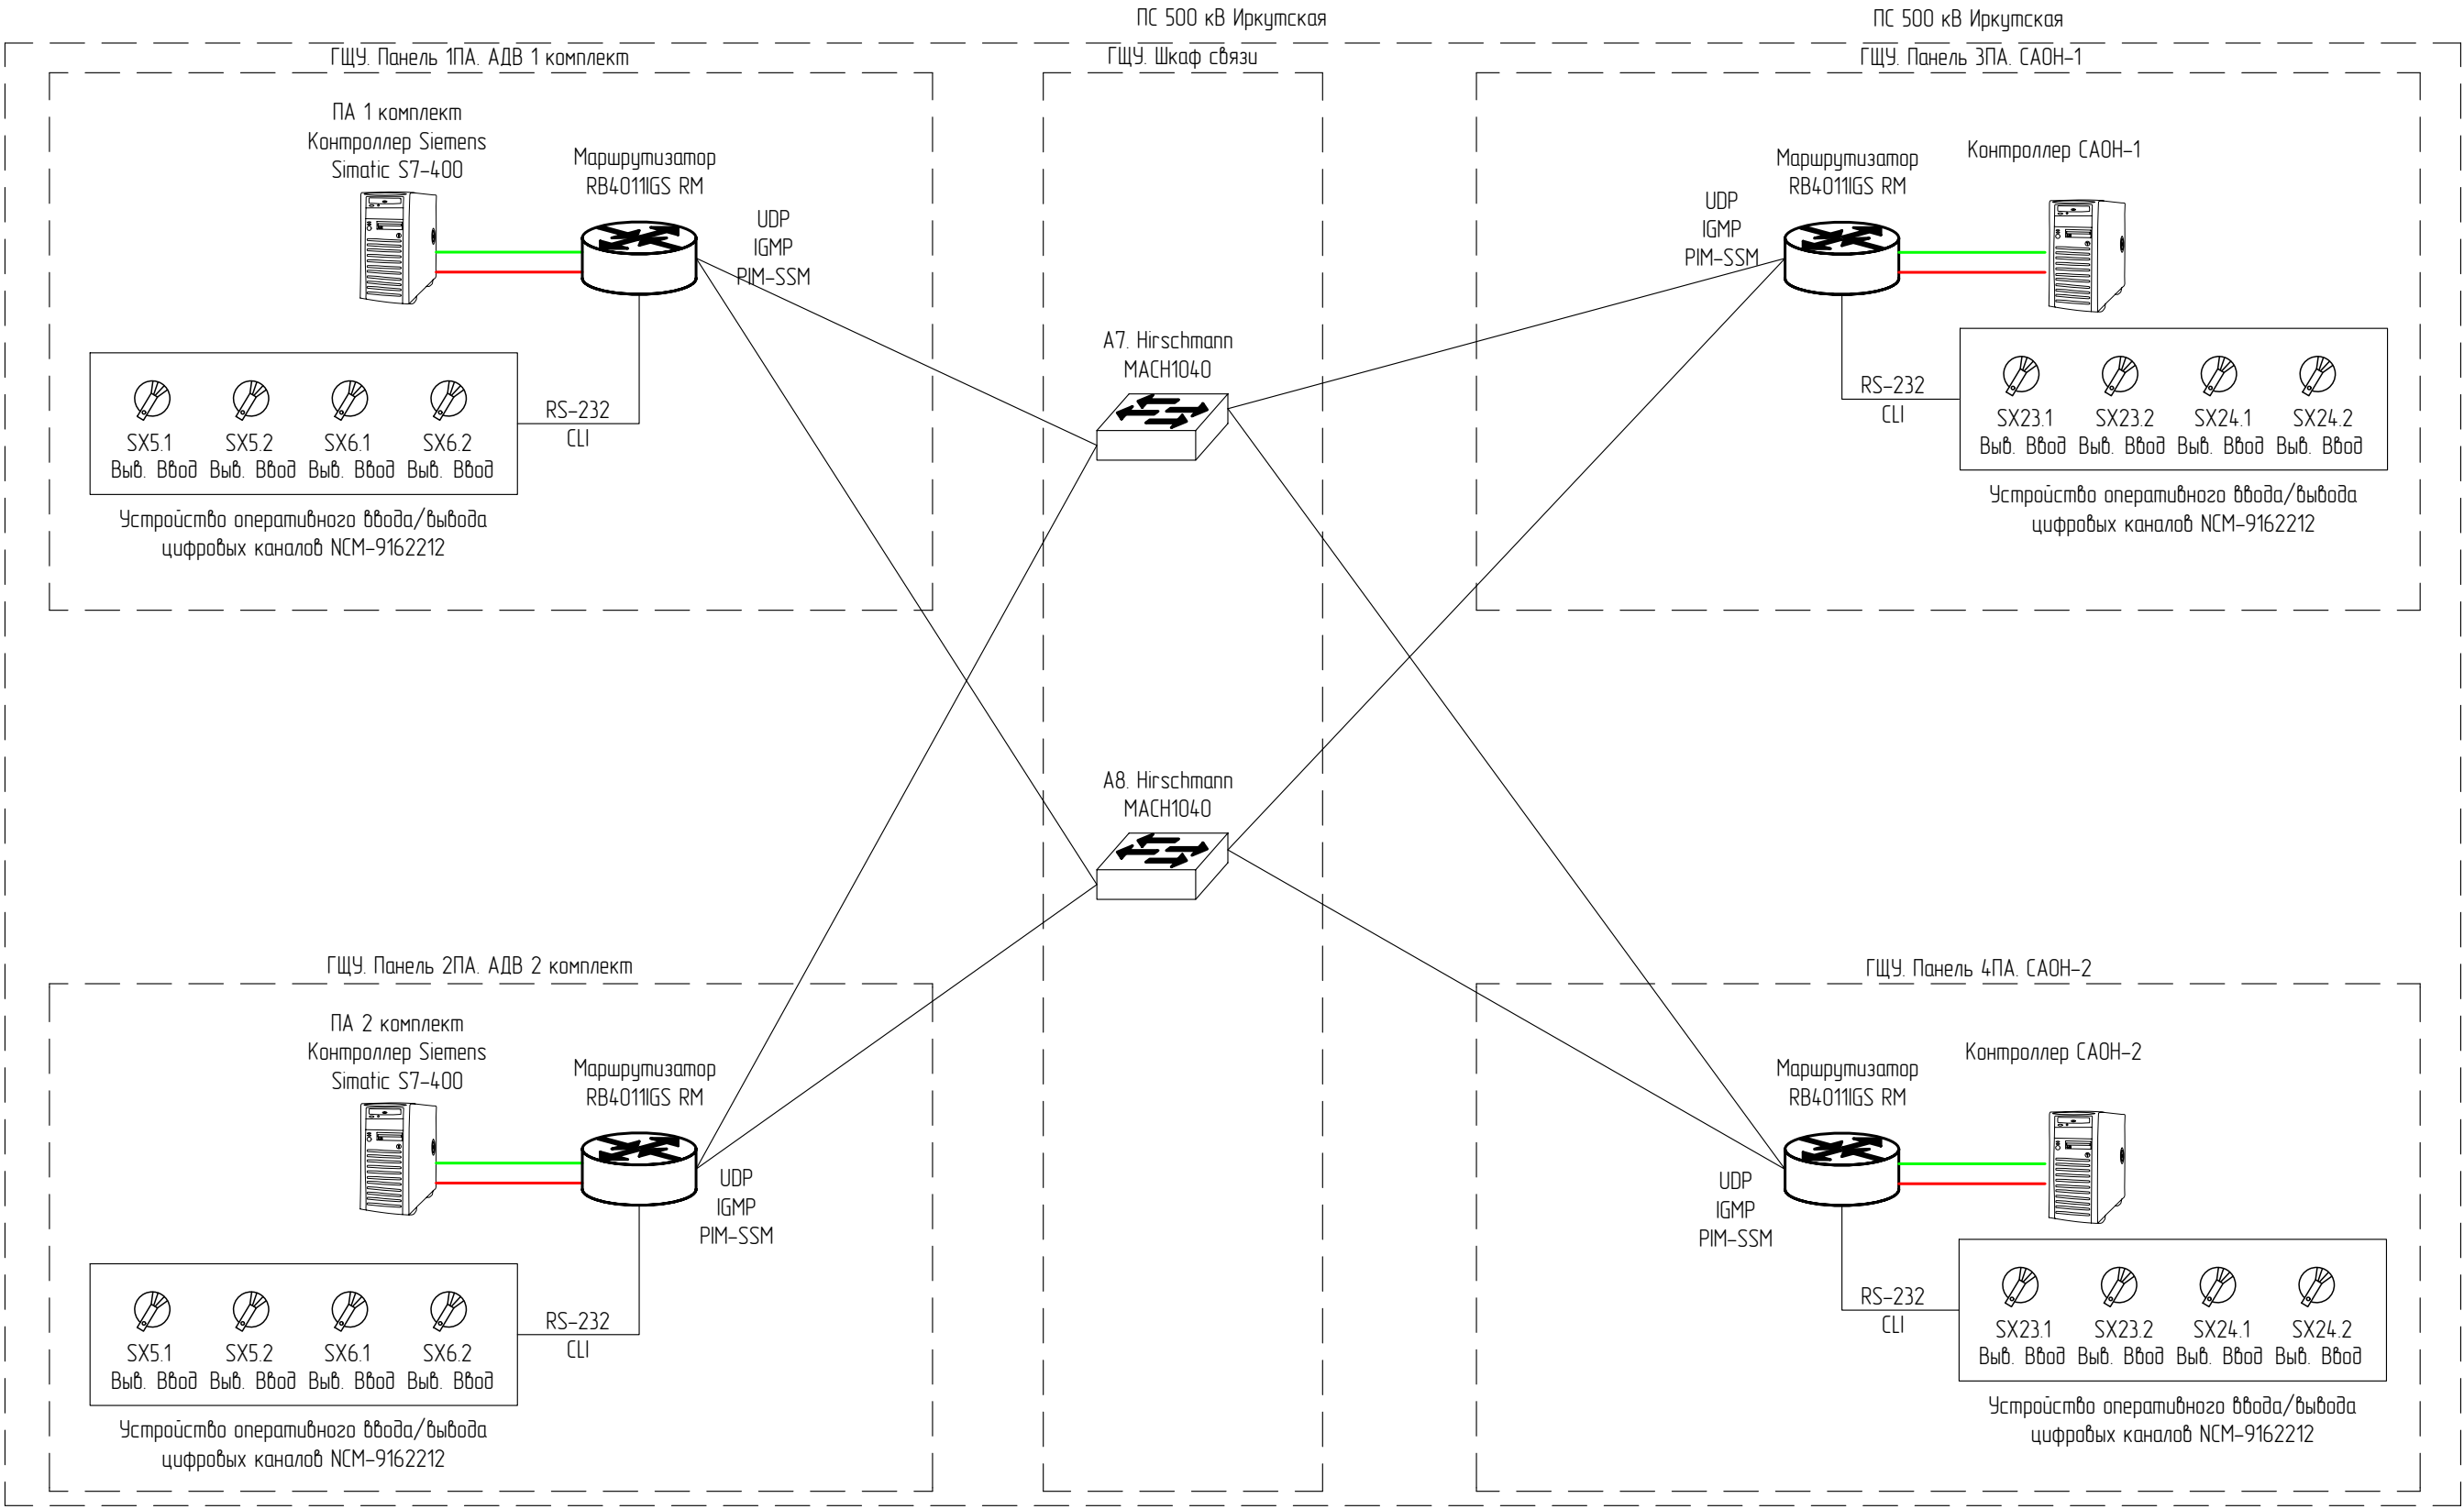 ПС 500 кВ Иркутская
ПС 500 кВ Иркутская
ГЩУ. Панель 1ПА. АДВ 1 комплект
ГЩУ. Шкаф связи
ГЩУ. Панель 3ПА. САОН-1
ПА 1 комплект
Контроллер Siemens
Simatic S7-400
Маршрутизатор
RB4011IGS RM
UDP
IGMP
PIM-SSM
RS-232
CLI
SX5.1 SX5.2 SX6.1 SX6.2
Выв. Ввод Выв. Ввод Выв. Ввод Выв. Ввод
Устройство оперативного ввода/вывода
цифровых каналов NCM-9162212
A7. Hirschmann
MACH1040
Маршрутизатор
RB4011IGS RM
Контроллер САОН-1
UDP
IGMP
PIM-SSM
RS-232
CLI
SX23.1 SX23.2 SX24.1 SX24.2
Выв. Ввод Выв. Ввод Выв. Ввод Выв. Ввод
Устройство оперативного ввода/вывода
цифровых каналов NCM-9162212
A8. Hirschmann
MACH1040
ГЩУ. Панель 2ПА. АДВ 2 комплект
ПА 2 комплект
Контроллер Siemens
Simatic S7-400
Маршрутизатор
RB4011IGS RM
UDP
IGMP
PIM-SSM
RS-232
CLI
SX5.1 SX5.2 SX6.1 SX6.2
Выв. Ввод Выв. Ввод Выв. Ввод Выв. Ввод
Устройство оперативного ввода/вывода
цифровых каналов NCM-9162212
ГЩУ. Панель 4ПА. САОН-2
Маршрутизатор
RB4011IGS RM
Контроллер САОН-2
UDP
IGMP
PIM-SSM
RS-232
CLI
SX23.1 SX23.2 SX24.1 SX24.2
Выв. Ввод Выв. Ввод Выв. Ввод Выв. Ввод
Устройство оперативного ввода/вывода
цифровых каналов NCM-9162212